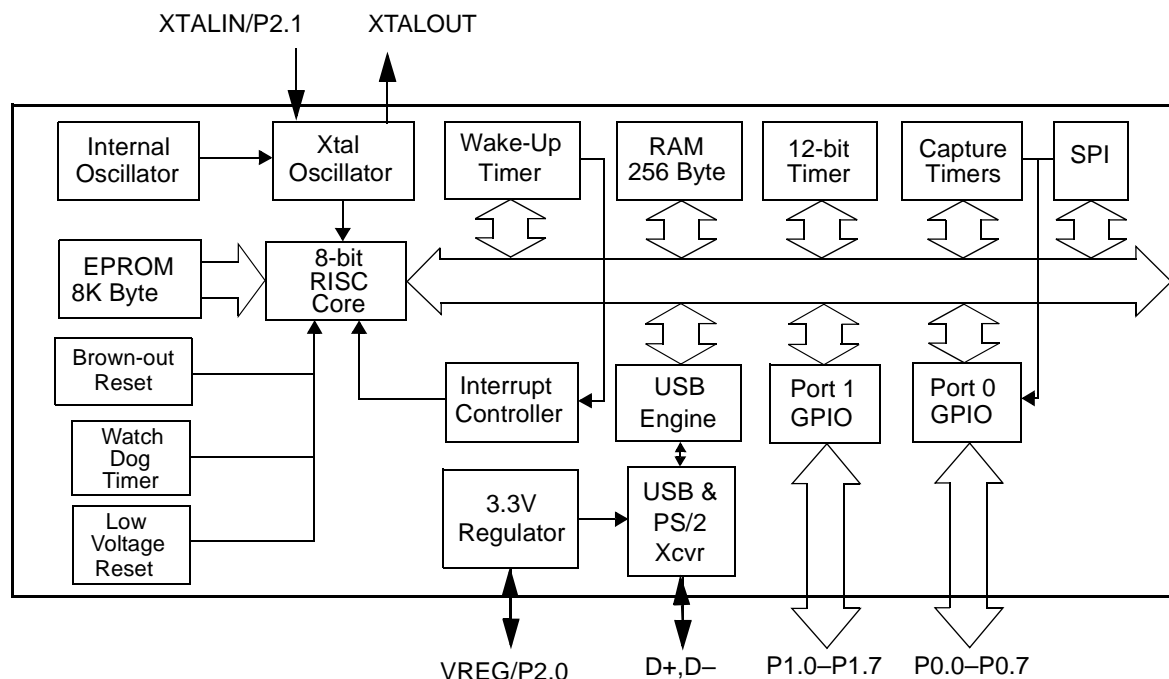 XTALIN/P2.1
XTALOUT
Internal
Oscillator
Xtal
Oscillator
Wake-Up
Timer
RAM
256 Byte
12-bit
Timer
Capture
Timers
SPI
EPROM
8K Byte
8-bit
RISC
Core
Brown-out
Reset
Watch
Dog
Timer
Low
Voltage
Reset
Interrupt
Controller
USB
Engine
Port 1
GPIO
Port 0
GPIO
3.3V
Regulator
USB &
PS/2
Xcvr
VREG/P2.0
D+,D–
P1.0–P1.7
P0.0–P0.7